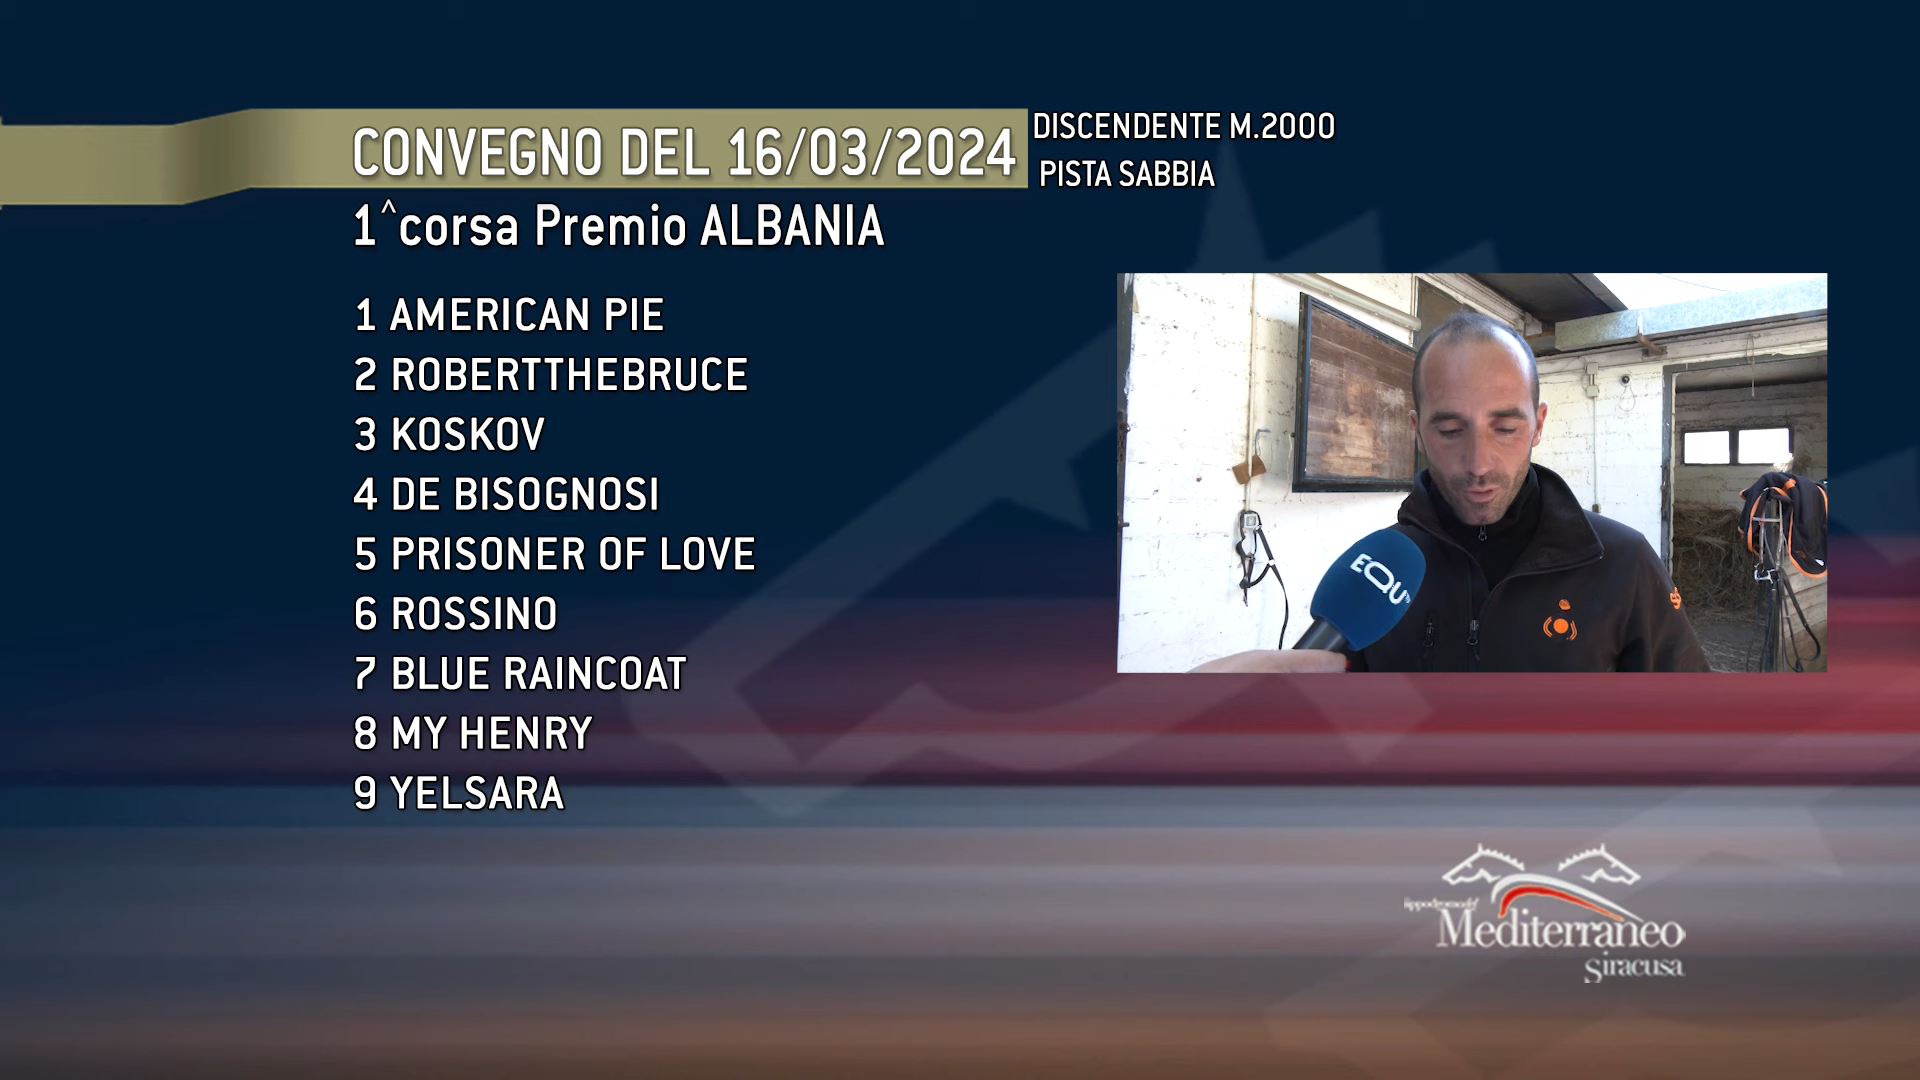 CONVEGNO DEL 16/03/2024
DISCENDENTE M.2000
PISTA SABBIA
1^corsa Premio ALBANIA
1 AMERICAN PIE
2 ROBERTTHEBRUCE
3 KOSKOV
4 DE BISOGNOSI
5 PRISONER OF LOVE
6 ROSSINO
7 BLUE RAINCOAT
8 MY HENRY
9 YELSARA
EQU
ippodromo del
Mediterraneo
Siracusa